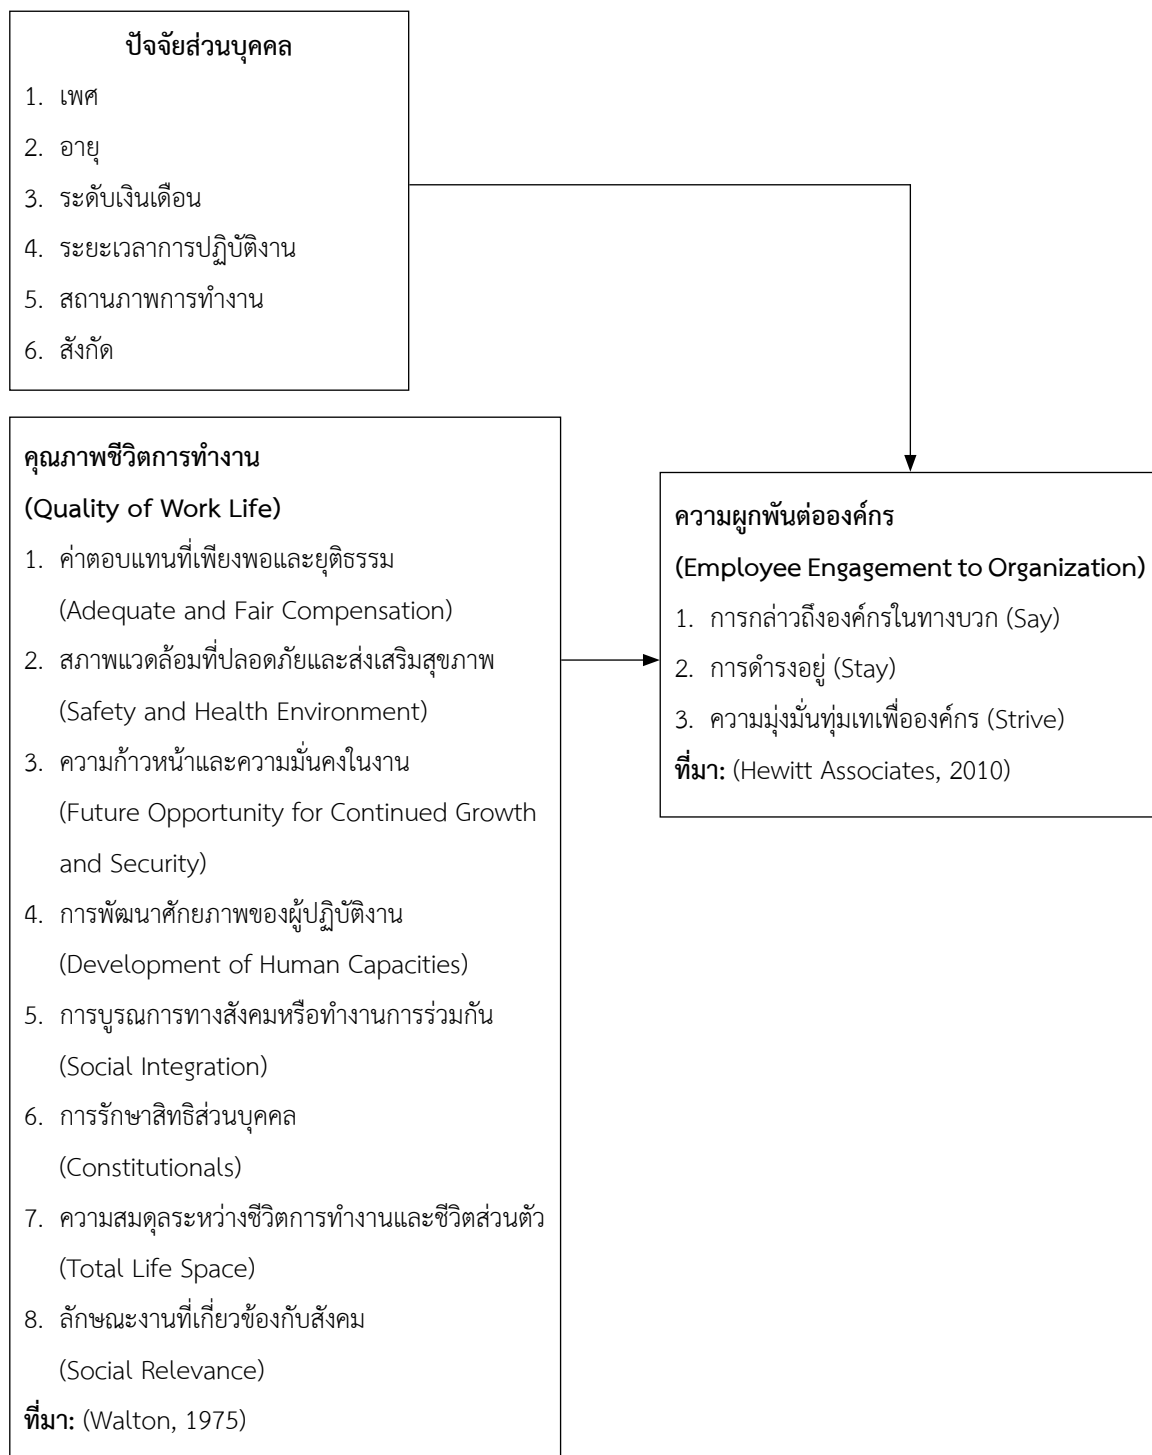 ปัจจัยส่วนบุคคล
1. เพศ
2. อายุ
3. ระดับเงินเดือน
4. ระยะเวลาการปฏิบัติงาน
5. สถานภาพการทำงาน
6. สังกัด
คุณภาพชีวิตการทำงาน
(Quality of Work Life)
1. ค่าตอบแทนที่เพียงพอและยุติธรรม
(Adequate and Fair Compensation)
2. สภาพแวดล้อมที่ปลอดภัยและส่งเสริมสุขภาพ
(Safety and Health Environment)
3. ความก้าวหน้าและความมั่นคงในงาน
(Future Opportunity for Continued Growth
and Security)
4. การพัฒนาศักยภาพของผู้ปฏิบัติงาน
(Development of Human Capacities)
5. การบูรณการทางสังคมหรือทำงานการร่วมกัน
(Social Integration)
6. การรักษาสิทธิส่วนบุคคล
(Constitutionals)
7. ความสมดุลระหว่างชีวิตการทำงานและชีวิตส่วนตัว
(Total Life Space)
8. ลักษณะงานที่เกี่ยวข้องกับสังคม
(Social Relevance)
ที่มา: (Walton, 1975)
ความผูกพันต่อองค์กร
(Employee Engagement to Organization)
1. การกล่าวถึงองค์กรในทางบวก (Say)
2. การดำรงอยู่ (Stay)
3. ความมุ่งมั่นทุ่มเทเพื่อองค์กร (Strive)
ที่มา: (Hewitt Associates, 2010)